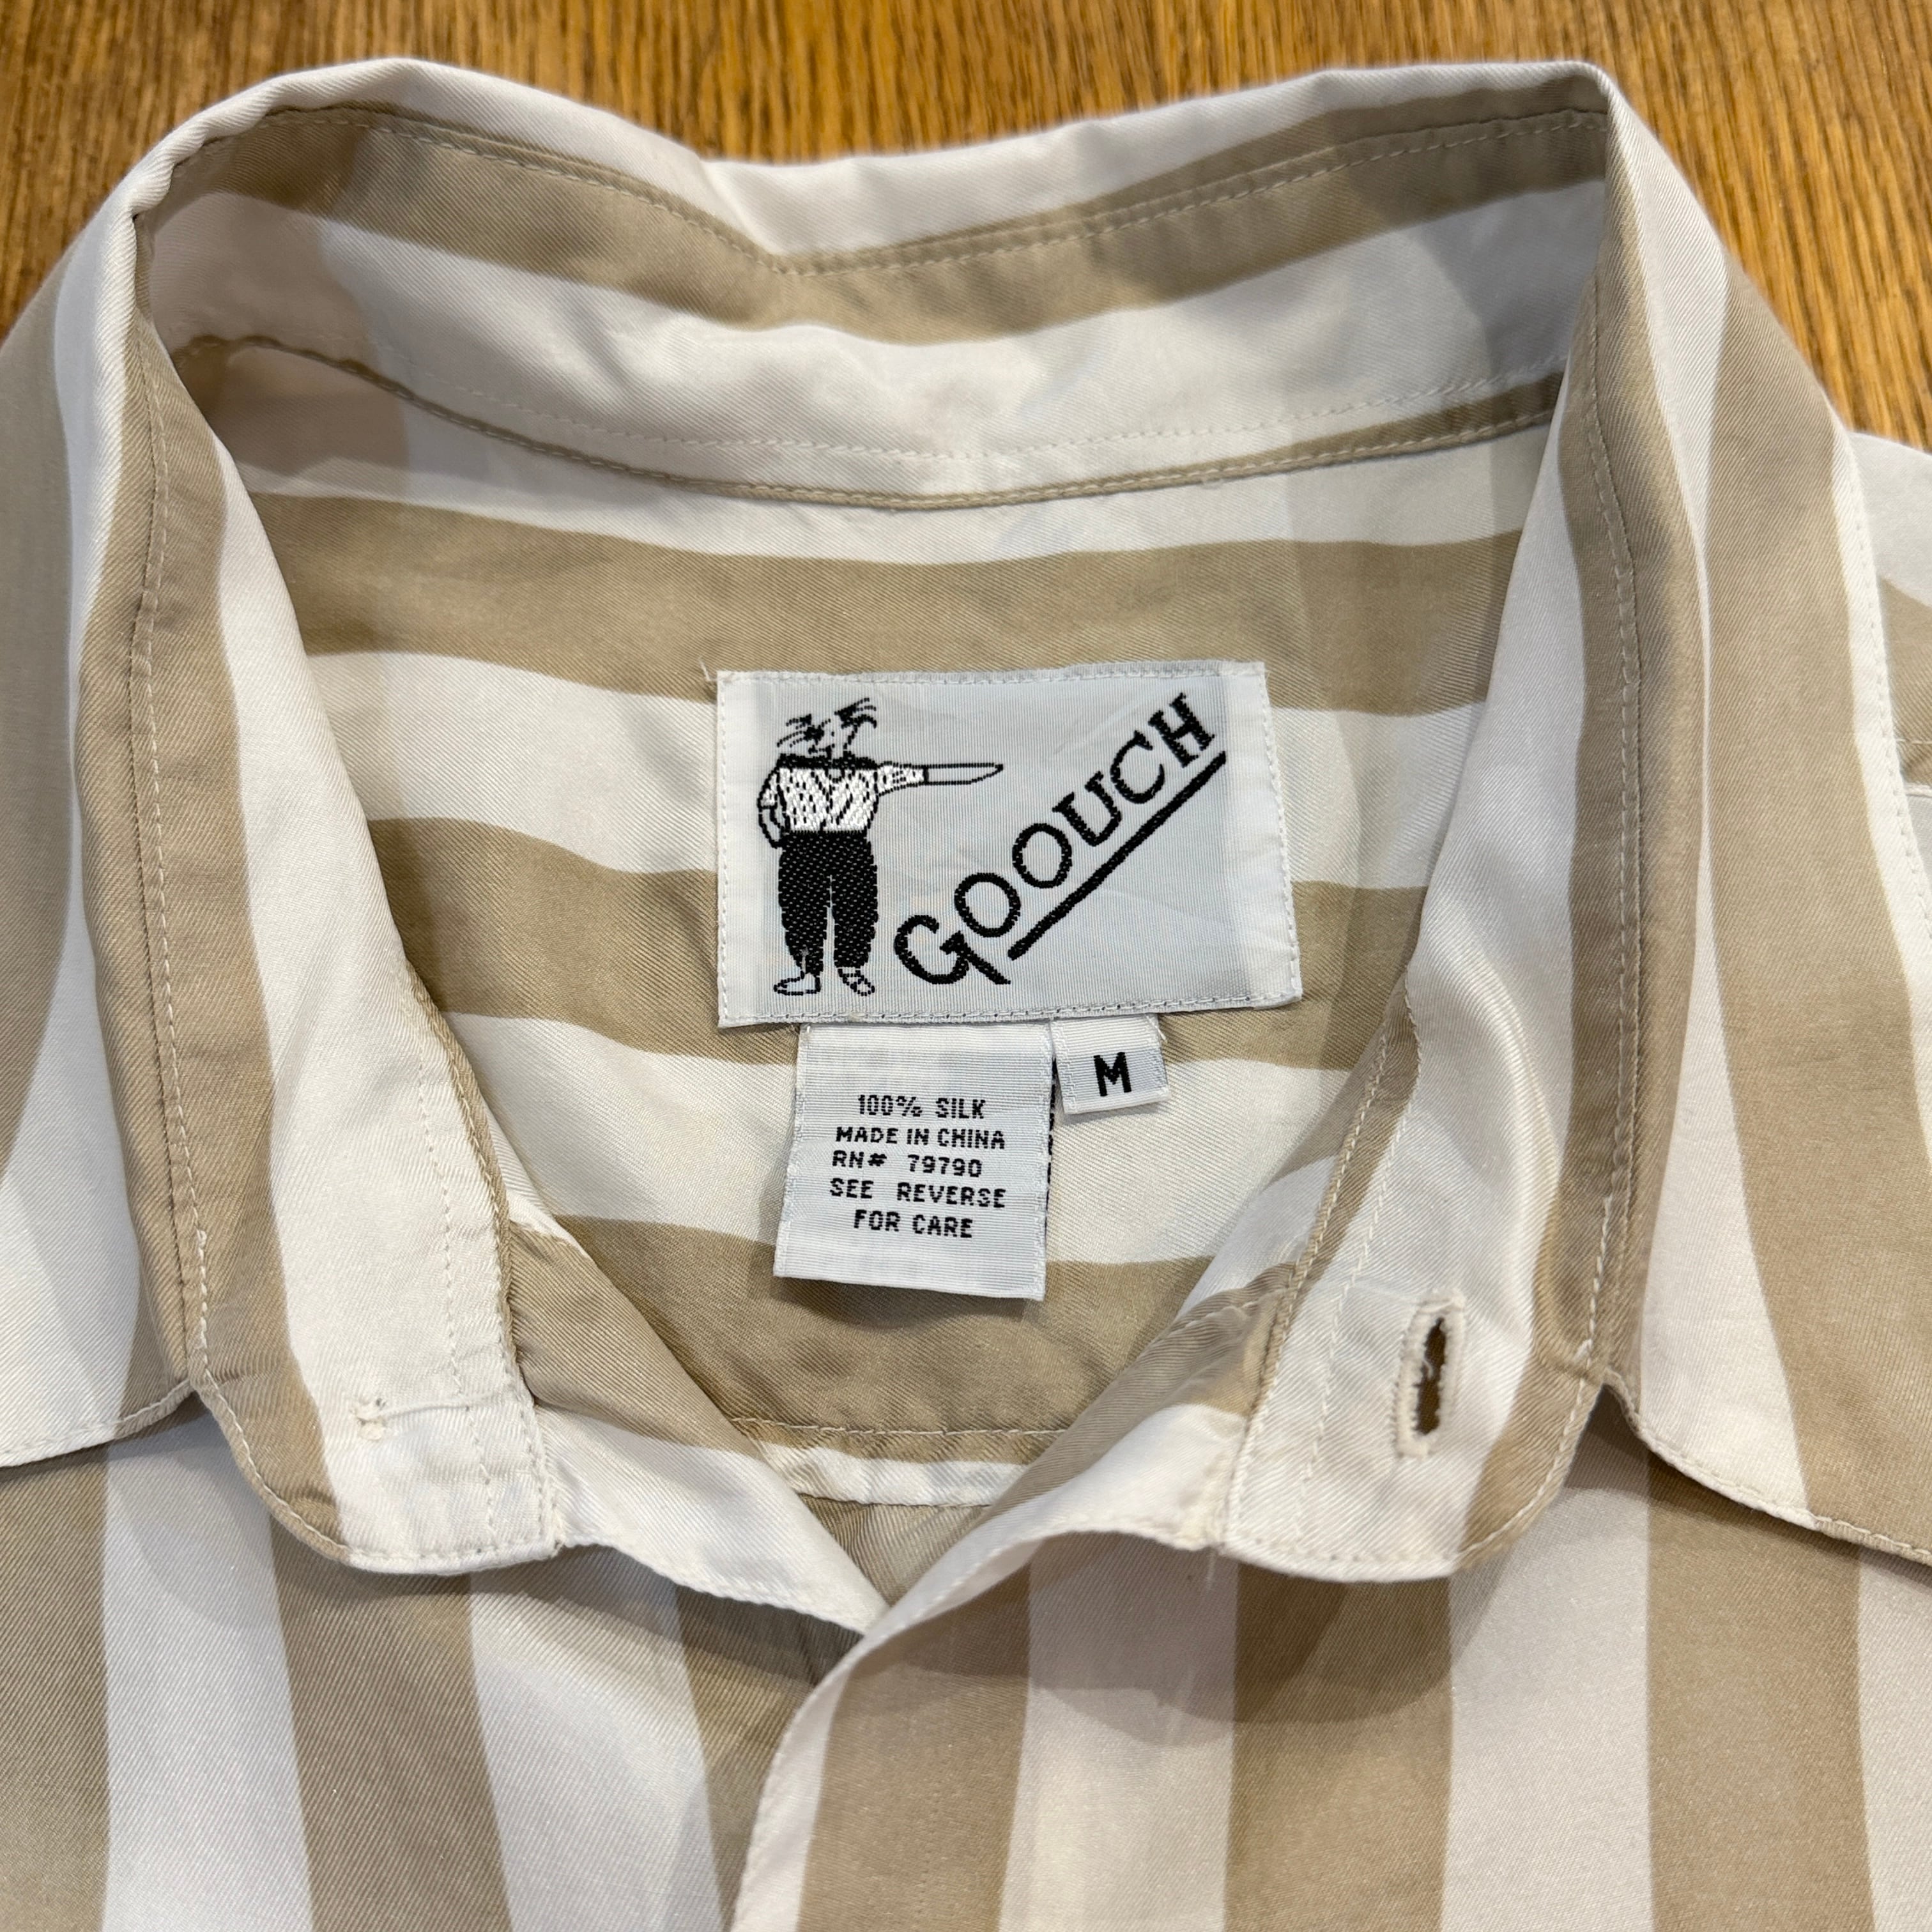 GOOUCH
M
100% SILK
MADE IN CHINA
RN# 79790
SEE REVERSE
FOR CARE